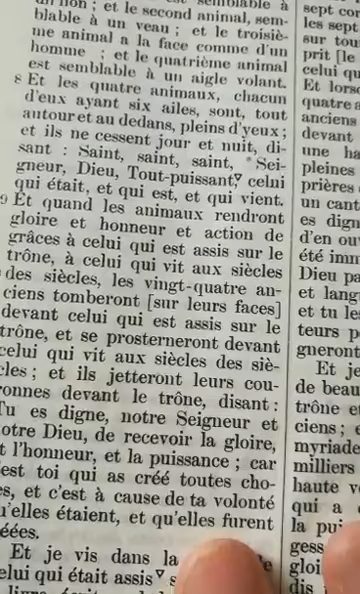 un lion ; et le second animal, sem-
blable à un veau ; et le troisiè-
me animal a la face comme d'un
homme ; et le quatrième animal
est semblable à un aigle volant.
8 Et les quatre animaux, chacun
d'eux ayant six ailes, sont, tout
autour et au dedans, pleins d'yeux ;
et ils ne cessent jour et nuit, di-
sant : Saint, saint, saint, *Sei-
gneur, Dieu, Tout-puissant, celui
qui était, et qui est, et qui vient.
9 Et quand les animaux rendront
gloire et honneur et action de
grâces à celui qui est assis sur le
trône, à celui qui vit aux siècles
des siècles, les vingt-quatre an-
ciens tomberont [sur leurs faces]
devant celui qui est assis sur le
trône, et se prosterneront devant
celui qui vit aux siècles des siè-
cles ; et ils jetteront leurs cou-
onnes devant le trône, disant :
Tu es digne, notre Seigneur et
otre Dieu, de recevoir la gloire,
t l'honneur, et la puissance ; car
'est toi qui as créé toutes cho-
es, et c'est à cause de ta volonté
u'elles étaient, et qu'elles furent
éées.
Et je vis dans la
elui qui était assis
sept
les sept
sur tou
prit [le
celui qu
Et lors
quatre
anciens
devant
une ha
pleines
prières
un cant
es dign
d'en ou
été imm
Dieu pa
et lang
et tu le
teurs p
gneront
Et je
de beau
trône e
ciens ; e
myriade
milliers
haute v
qui a
la pui
gess
gloi
dis